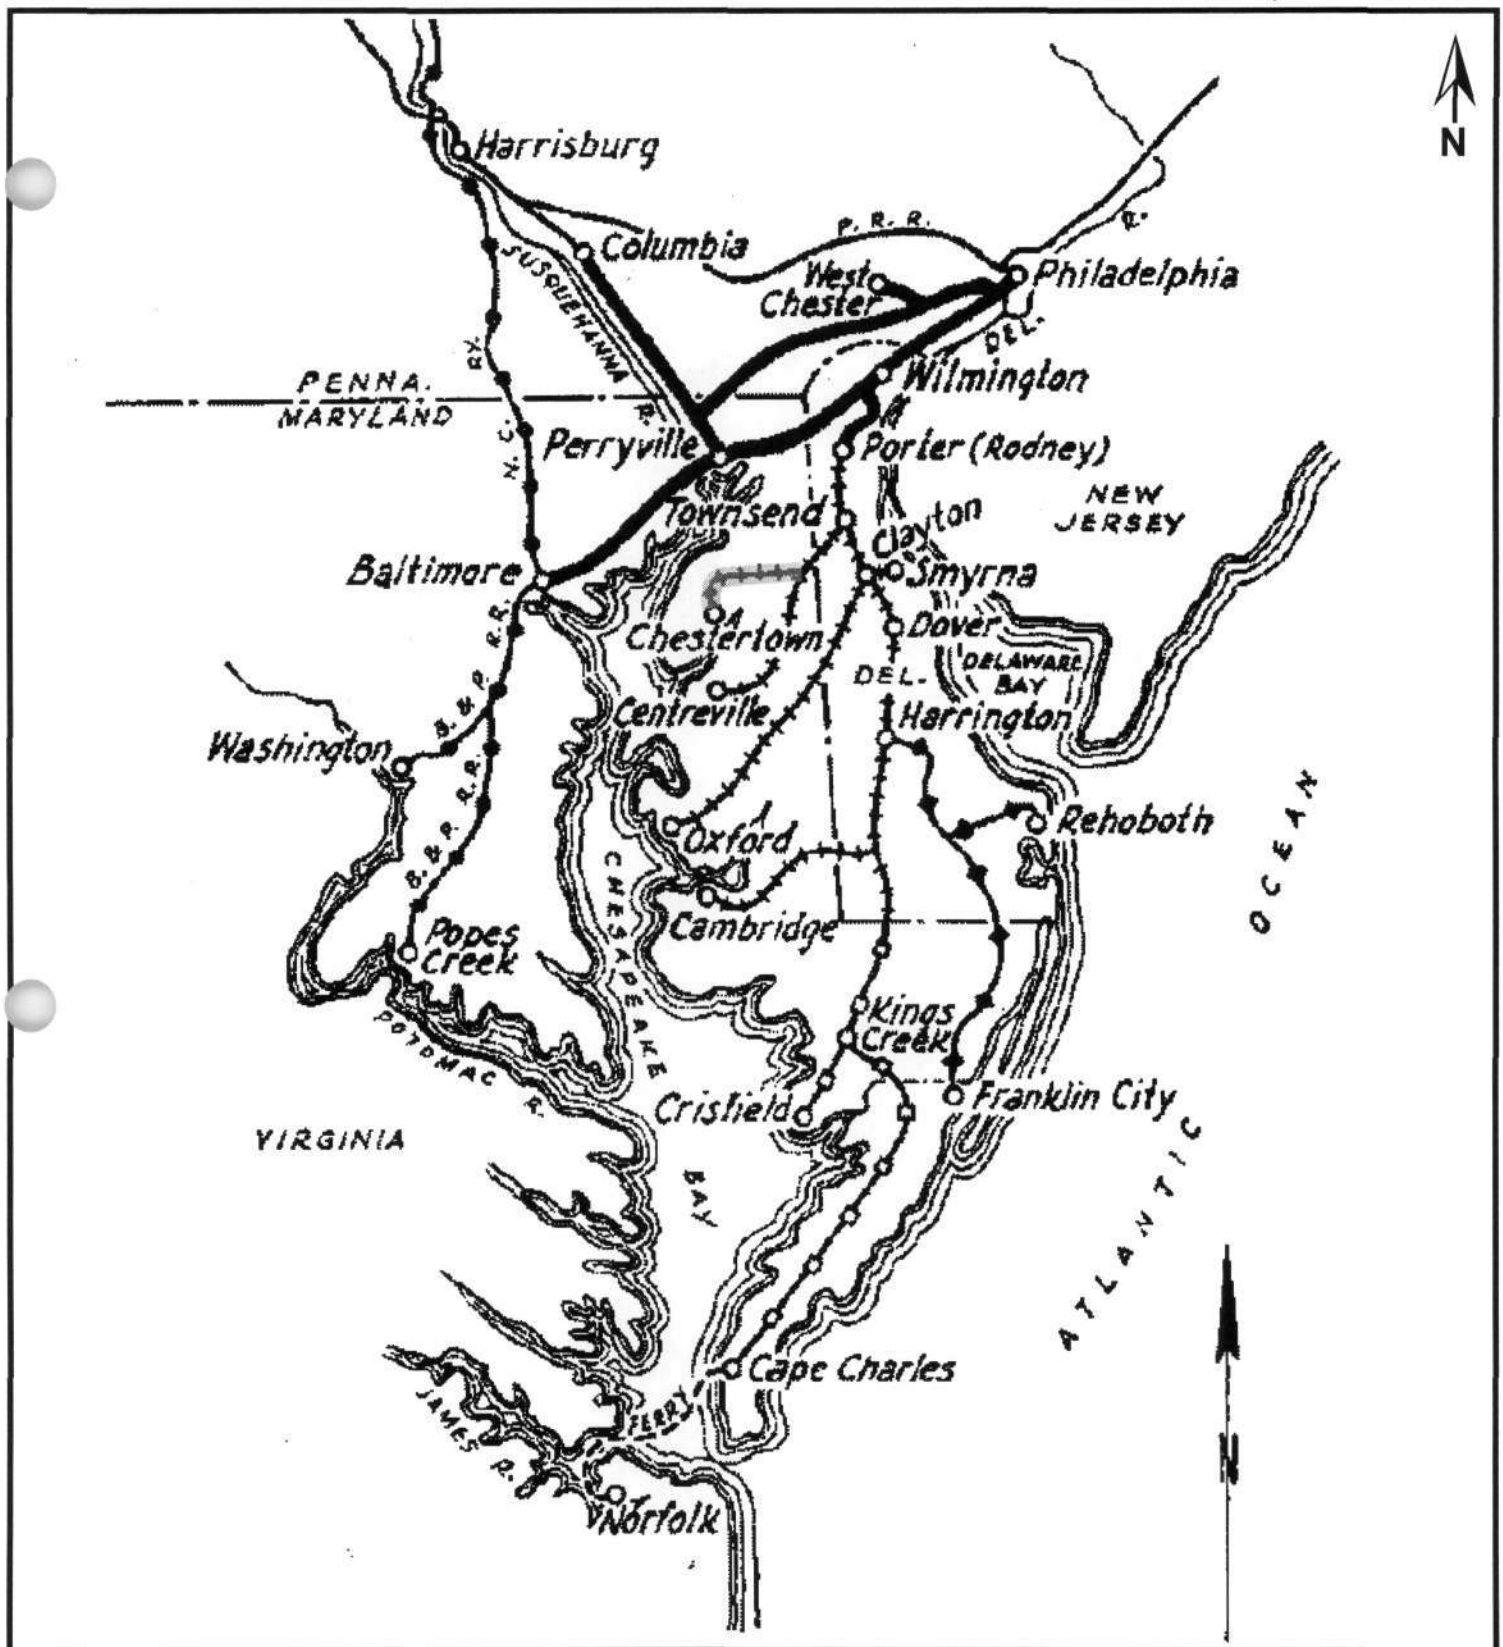 N
Harrisburg
Columbia
P. R. R.
R.
West
Chester
Philadelphia
SUSQUEHANNA R.
DEL.
RY.
N. C.
PENNA.
MARYLAND
Wilmington
Perryville
Porter (Rodney)
Townsend
NEW
JERSEY
Clayton
Baltimore
Smyrna
Chestertown
Dover
DELAWARE
BAY
DEL.
B. & P. R. R.
Centreville
Harrington
Washington
B. & P. R. R.
Oxford
Rehoboth
OCEAN
CHESAPEAKE
Cambridge
Popes
Creek
Kings
Creek
POTOMAC R.
Crisfield
Franklin City
VIRGINIA
BAY
ATLANTIC
Cape Charles
FERRY
JAMES R.
N
Norfolk